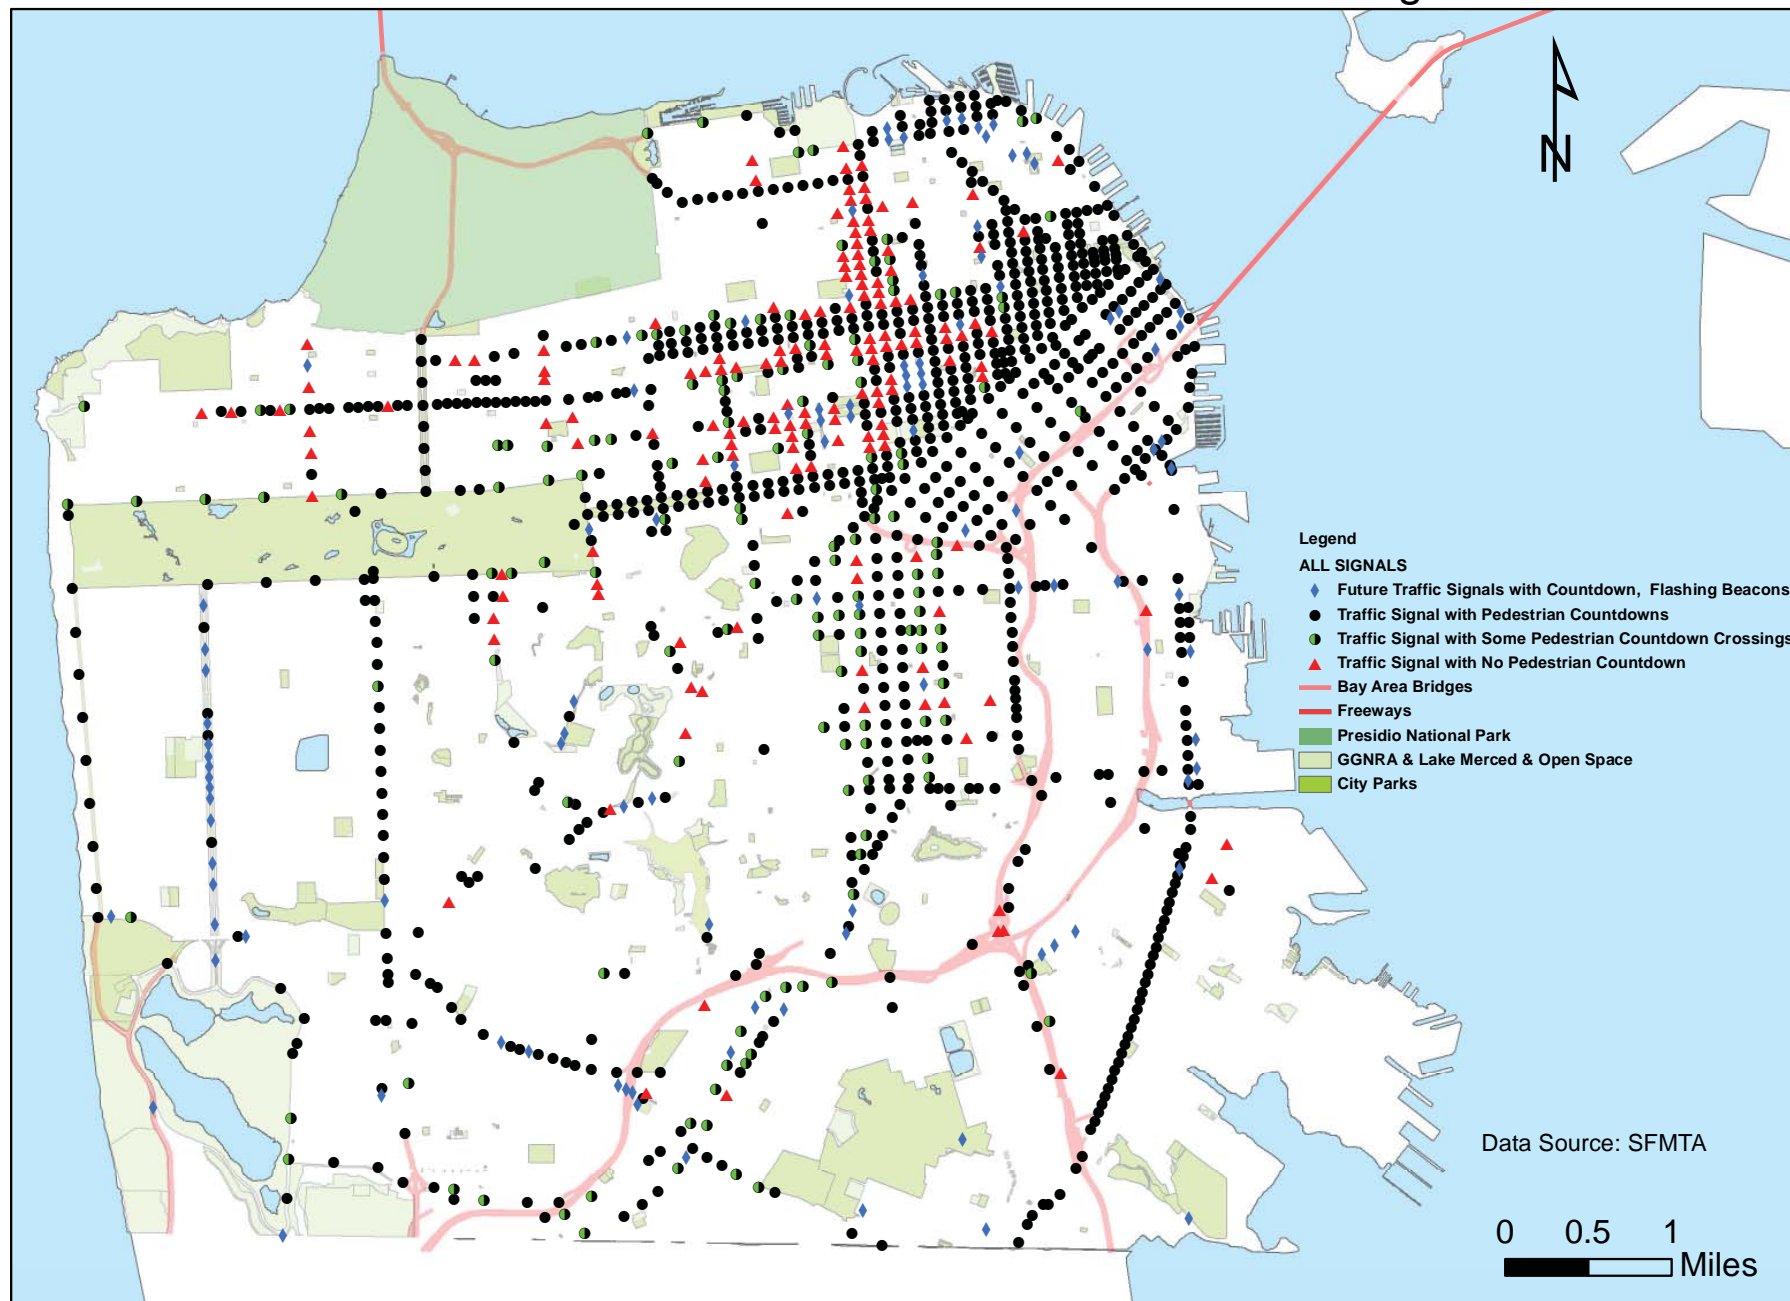 N
Legend
ALL SIGNALS
Future Traffic Signals with Countdown, Flashing Beacons
Traffic Signal with Pedestrian Countdowns
Traffic Signal with Some Pedestrian Countdown Crossings
Traffic Signal with No Pedestrian Countdown
Bay Area Bridges
Freeways
Presidio National Park
GGNRA & Lake Merced & Open Space
City Parks
Data Source: SFMTA
0 0.5 1
Miles